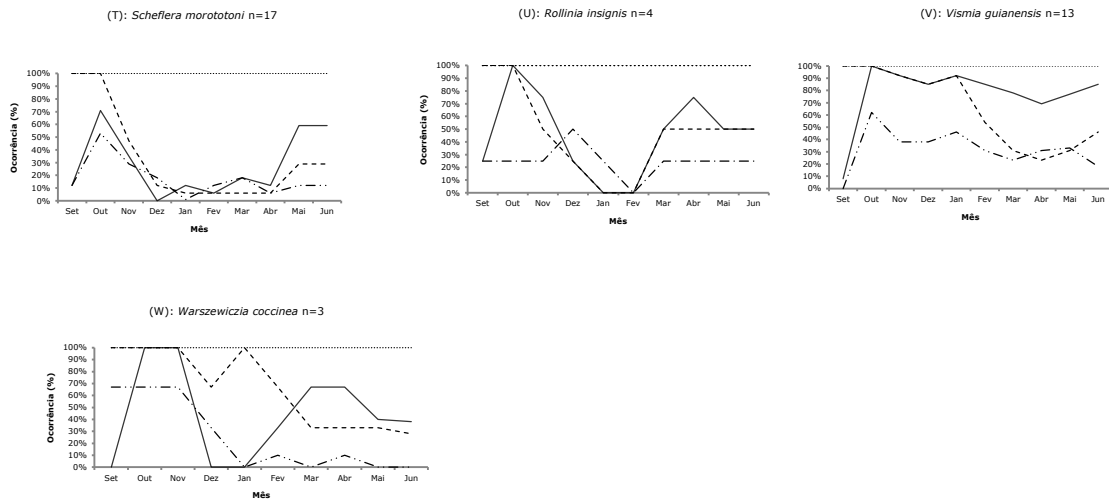 (T): Scheflera morototoni n=17
100%
90%
80%
70%
60%
50%
40%
30%
20%
10%
0%
Ocorrência (%)
Set Out Nov Dez Jan Fev Mar Abr Mai Jun
Mês
(U): Rollinia insignis n=4
100%
90%
80%
70%
60%
50%
40%
30%
20%
10%
0%
Ocorrência (%)
Set Out Nov Dez Jan Fev Mar Abr Mai Jun
Mês
(V): Vismia guianensis n=13
100%
90%
80%
70%
60%
50%
40%
30%
20%
10%
0%
Ocorrência (%)
Set Out Nov Dez Jan Fev Mar Abr Mai Jun
Mês
(W): Warszewiczia coccinea n=3
100%
90%
80%
70%
60%
50%
40%
30%
20%
10%
0%
Ocorrência (%)
Set Out Nov Dez Jan Fev Mar Abr Mai Jun
Mês